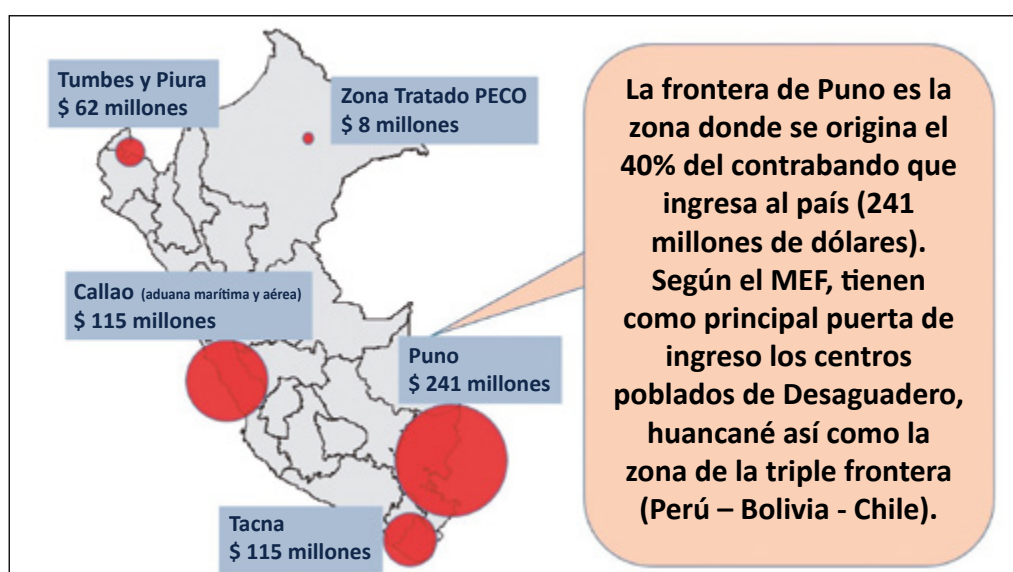 Tumbes y Piura
$ 62 millones
Zona Tratado PECO
$ 8 millones
Callao (aduana marítima y aérea)
$ 115 millones
Puno
$ 241 millones
Tacna
$ 115 millones
La frontera de Puno es la
zona donde se origina el
40% del contrabando que
ingresa al país (241
millones de dólares).
Según el MEF, tienen
como principal puerta de
ingreso los centros
poblados de Desaguadero,
huancané así como la
zona de la triple frontera
(Perú – Bolivia - Chile).